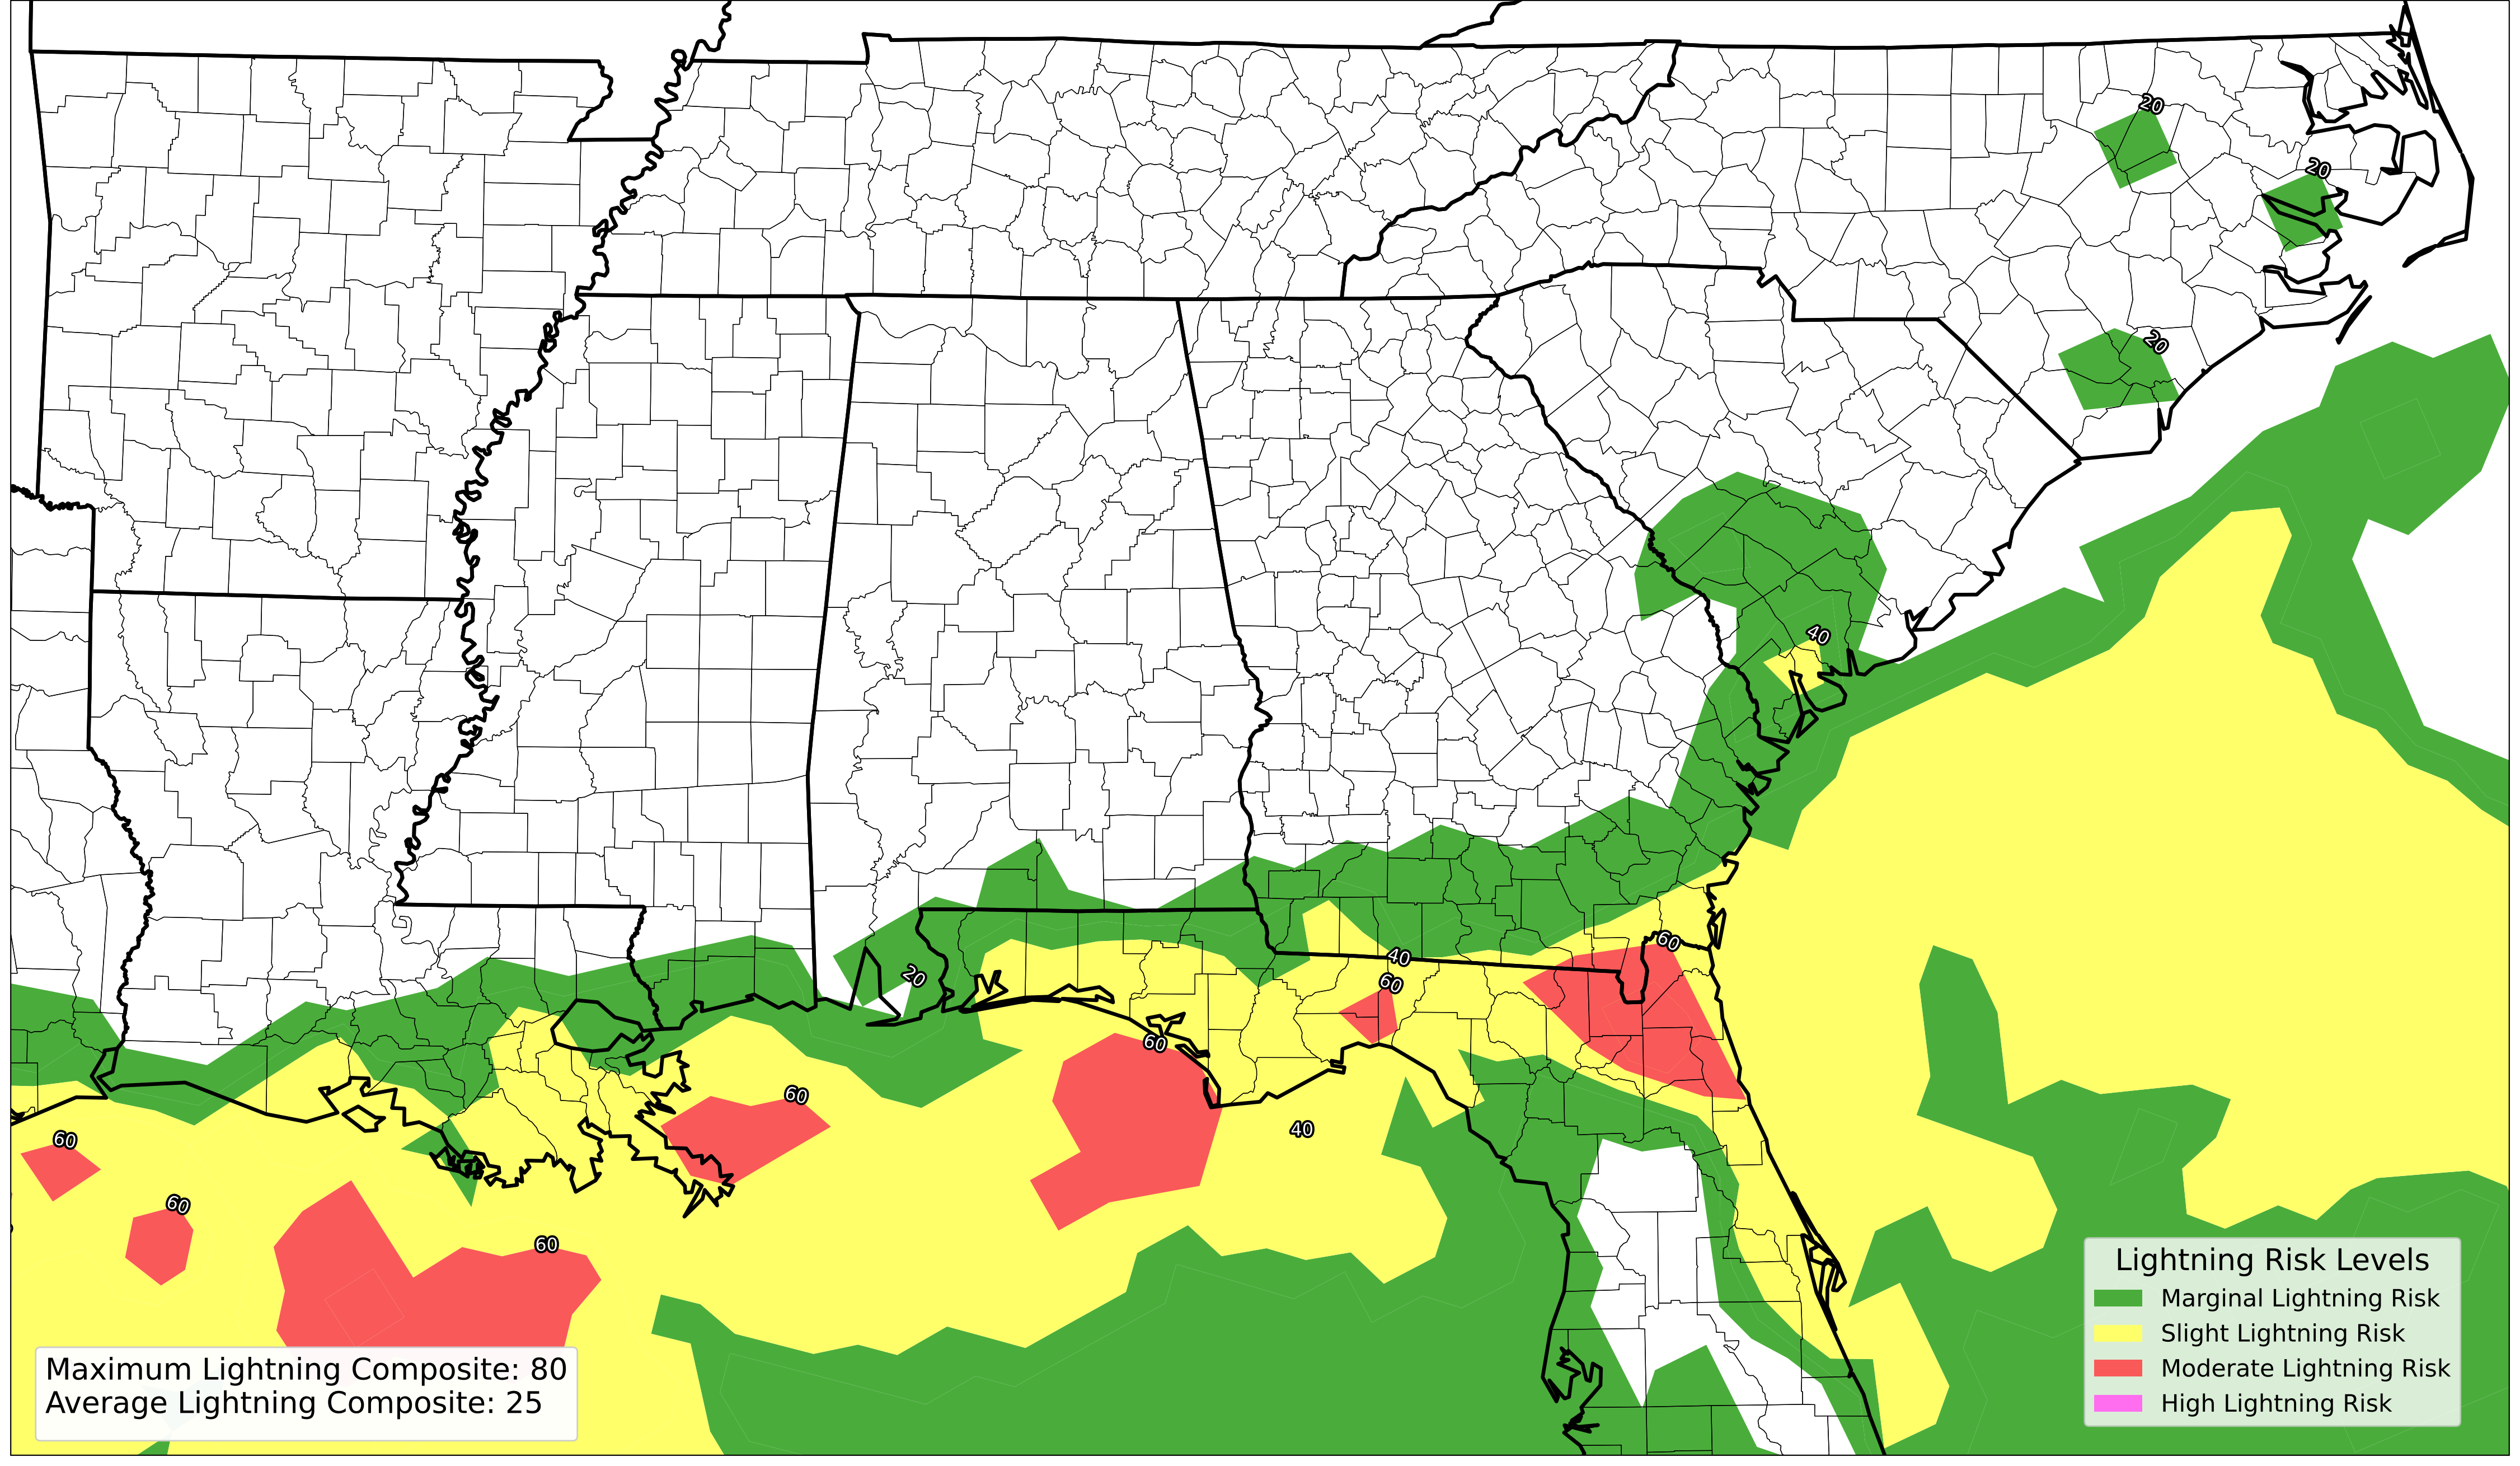 20
20
20
40
60
40
20
60
60
60
40
60
60
60
Lightning Risk Levels
Marginal Lightning Risk
Slight Lightning Risk
Moderate Lightning Risk
High Lightning Risk
Maximum Lightning Composite: 80
Average Lightning Composite: 25